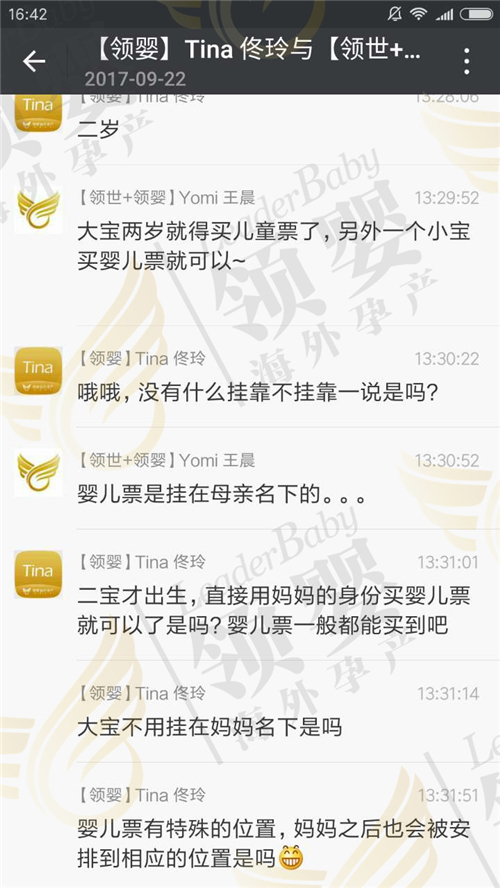 16:42
【领婴】Tina 佟玲与【领世+...
2017-09-22
Tina
【领婴】Tina 佟玲
13:28:06
二岁
【领世+领婴】Yomi 王晨
13:29:52
大宝两岁就得买儿童票了，另外一个小宝
买婴儿票就可以~
Tina
【领婴】Tina 佟玲
13:30:22
哦哦，没有什么挂靠不挂靠一说是吗？
【领世+领婴】Yomi 王晨
13:30:52
婴儿票是挂在母亲名下的。。。
Tina
【领婴】Tina 佟玲
13:31:01
二宝才出生，直接用妈妈的身份买婴儿票
就可以了是吗？婴儿票一般都能买到吧
【领婴】Tina 佟玲
13:31:14
大宝不用挂在妈妈名下是吗
【领婴】Tina 佟玲
13:31:51
婴儿票有特殊的位置，妈妈之后也会被安
排到相应的位置是吗
LeaderBaby
领婴
海外孕产
LeaderBaby
领婴
海外孕产